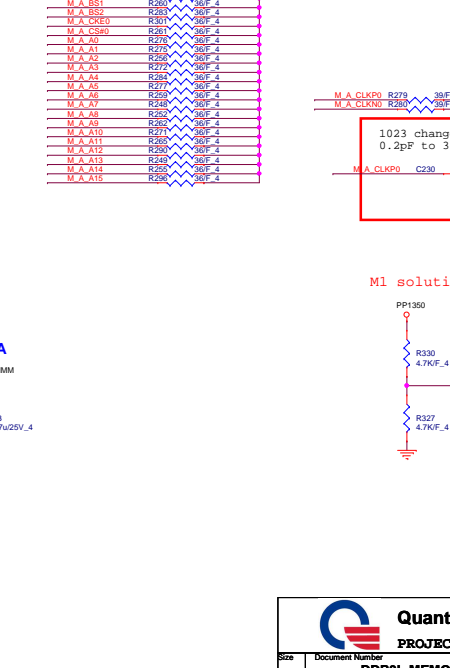 M_A_BS1 R260 36/F_4
M_A_BS2 R283 36/F_4
M_A_CKE0 R301 36/F_4
M_A_CS#0 R261 36/F_4
M_A_A0 R276 36/F_4
M_A_A1 R275 36/F_4
M_A_A2 R256 36/F_4
M_A_A3 R272 36/F_4
M_A_A4 R284 36/F_4
M_A_A5 R277 36/F_4
M_A_A6 R259 36/F_4
M_A_A7 R248 36/F_4
M_A_A8 R252 36/F_4
M_A_A9 R262 36/F_4
M_A_A10 R271 36/F_4
M_A_A11 R265 36/F_4
M_A_A12 R290 36/F_4
M_A_A13 R249 36/F_4
M_A_A14 R255 36/F_4
M_A_A15 R296 36/F_4
M_A_CLKP0 R279 39/F
M_A_CLKN0 R280 39/F
1023 chang
0.2pF to 3
M_A_CLKP0 C230
M1 soluti
PP1350
R330
4.7K/F_4
R327
4.7K/F_4
A
MM
7u/25V_4
Quant
PROJEC
Size Document Number